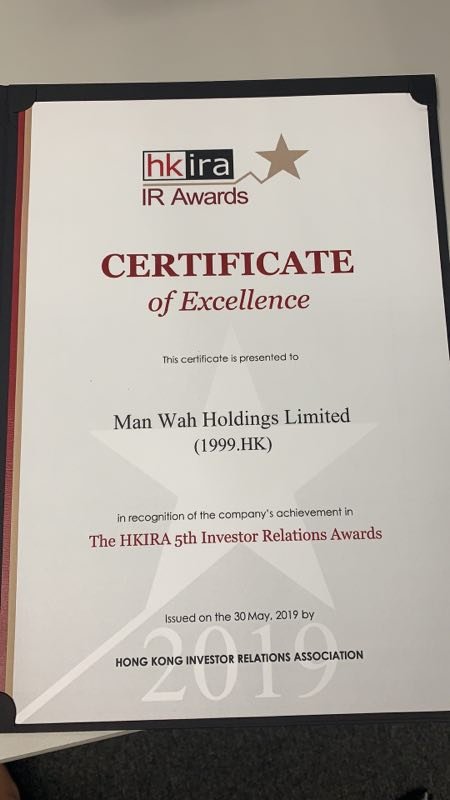 hkira
IR Awards
CERTIFICATE
of Excellence
This certificate is presented to
Man Wah Holdings Limited
(1999.HK)
in recognition of the company's achievement in
The HKIRA 5th Investor Relations Awards
Issued on the 30 May, 2019 by
HONG KONG INVESTOR RELATIONS ASSOCIATION
2019